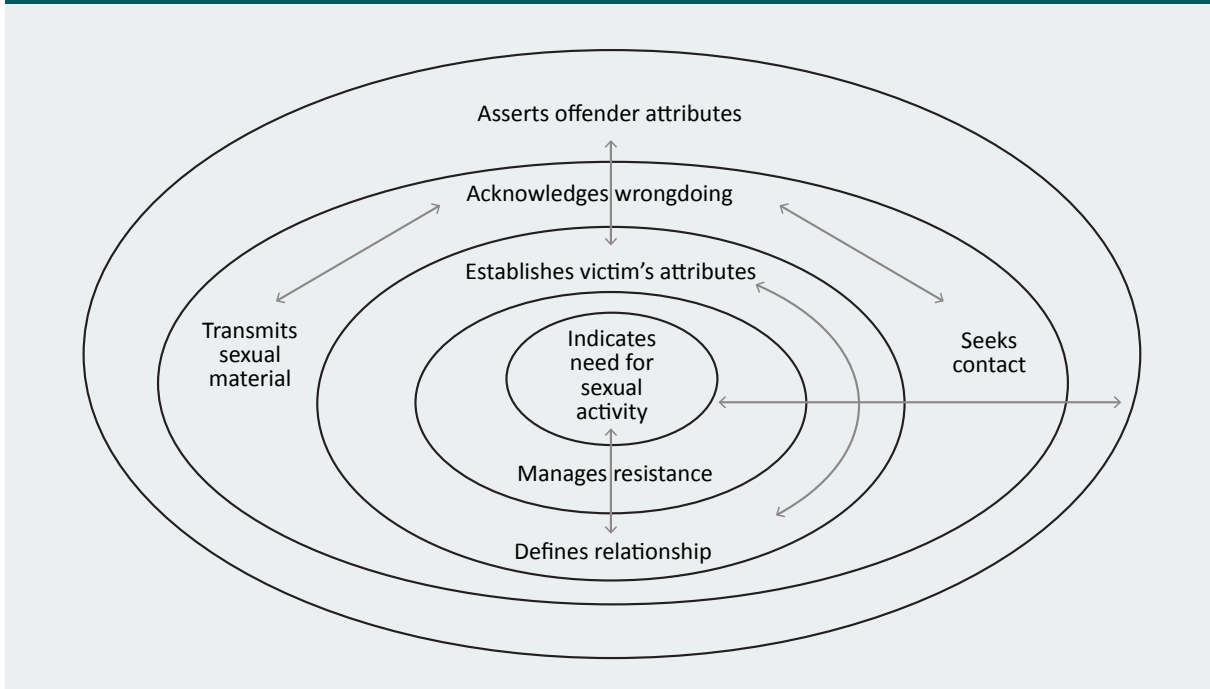 Asserts offender attributes
Acknowledges wrongdoing
Establishes victim’s attributes
Transmits
sexual
material
Indicates
need for
sexual
activity
Seeks
contact
Manages resistance
Defines relationship